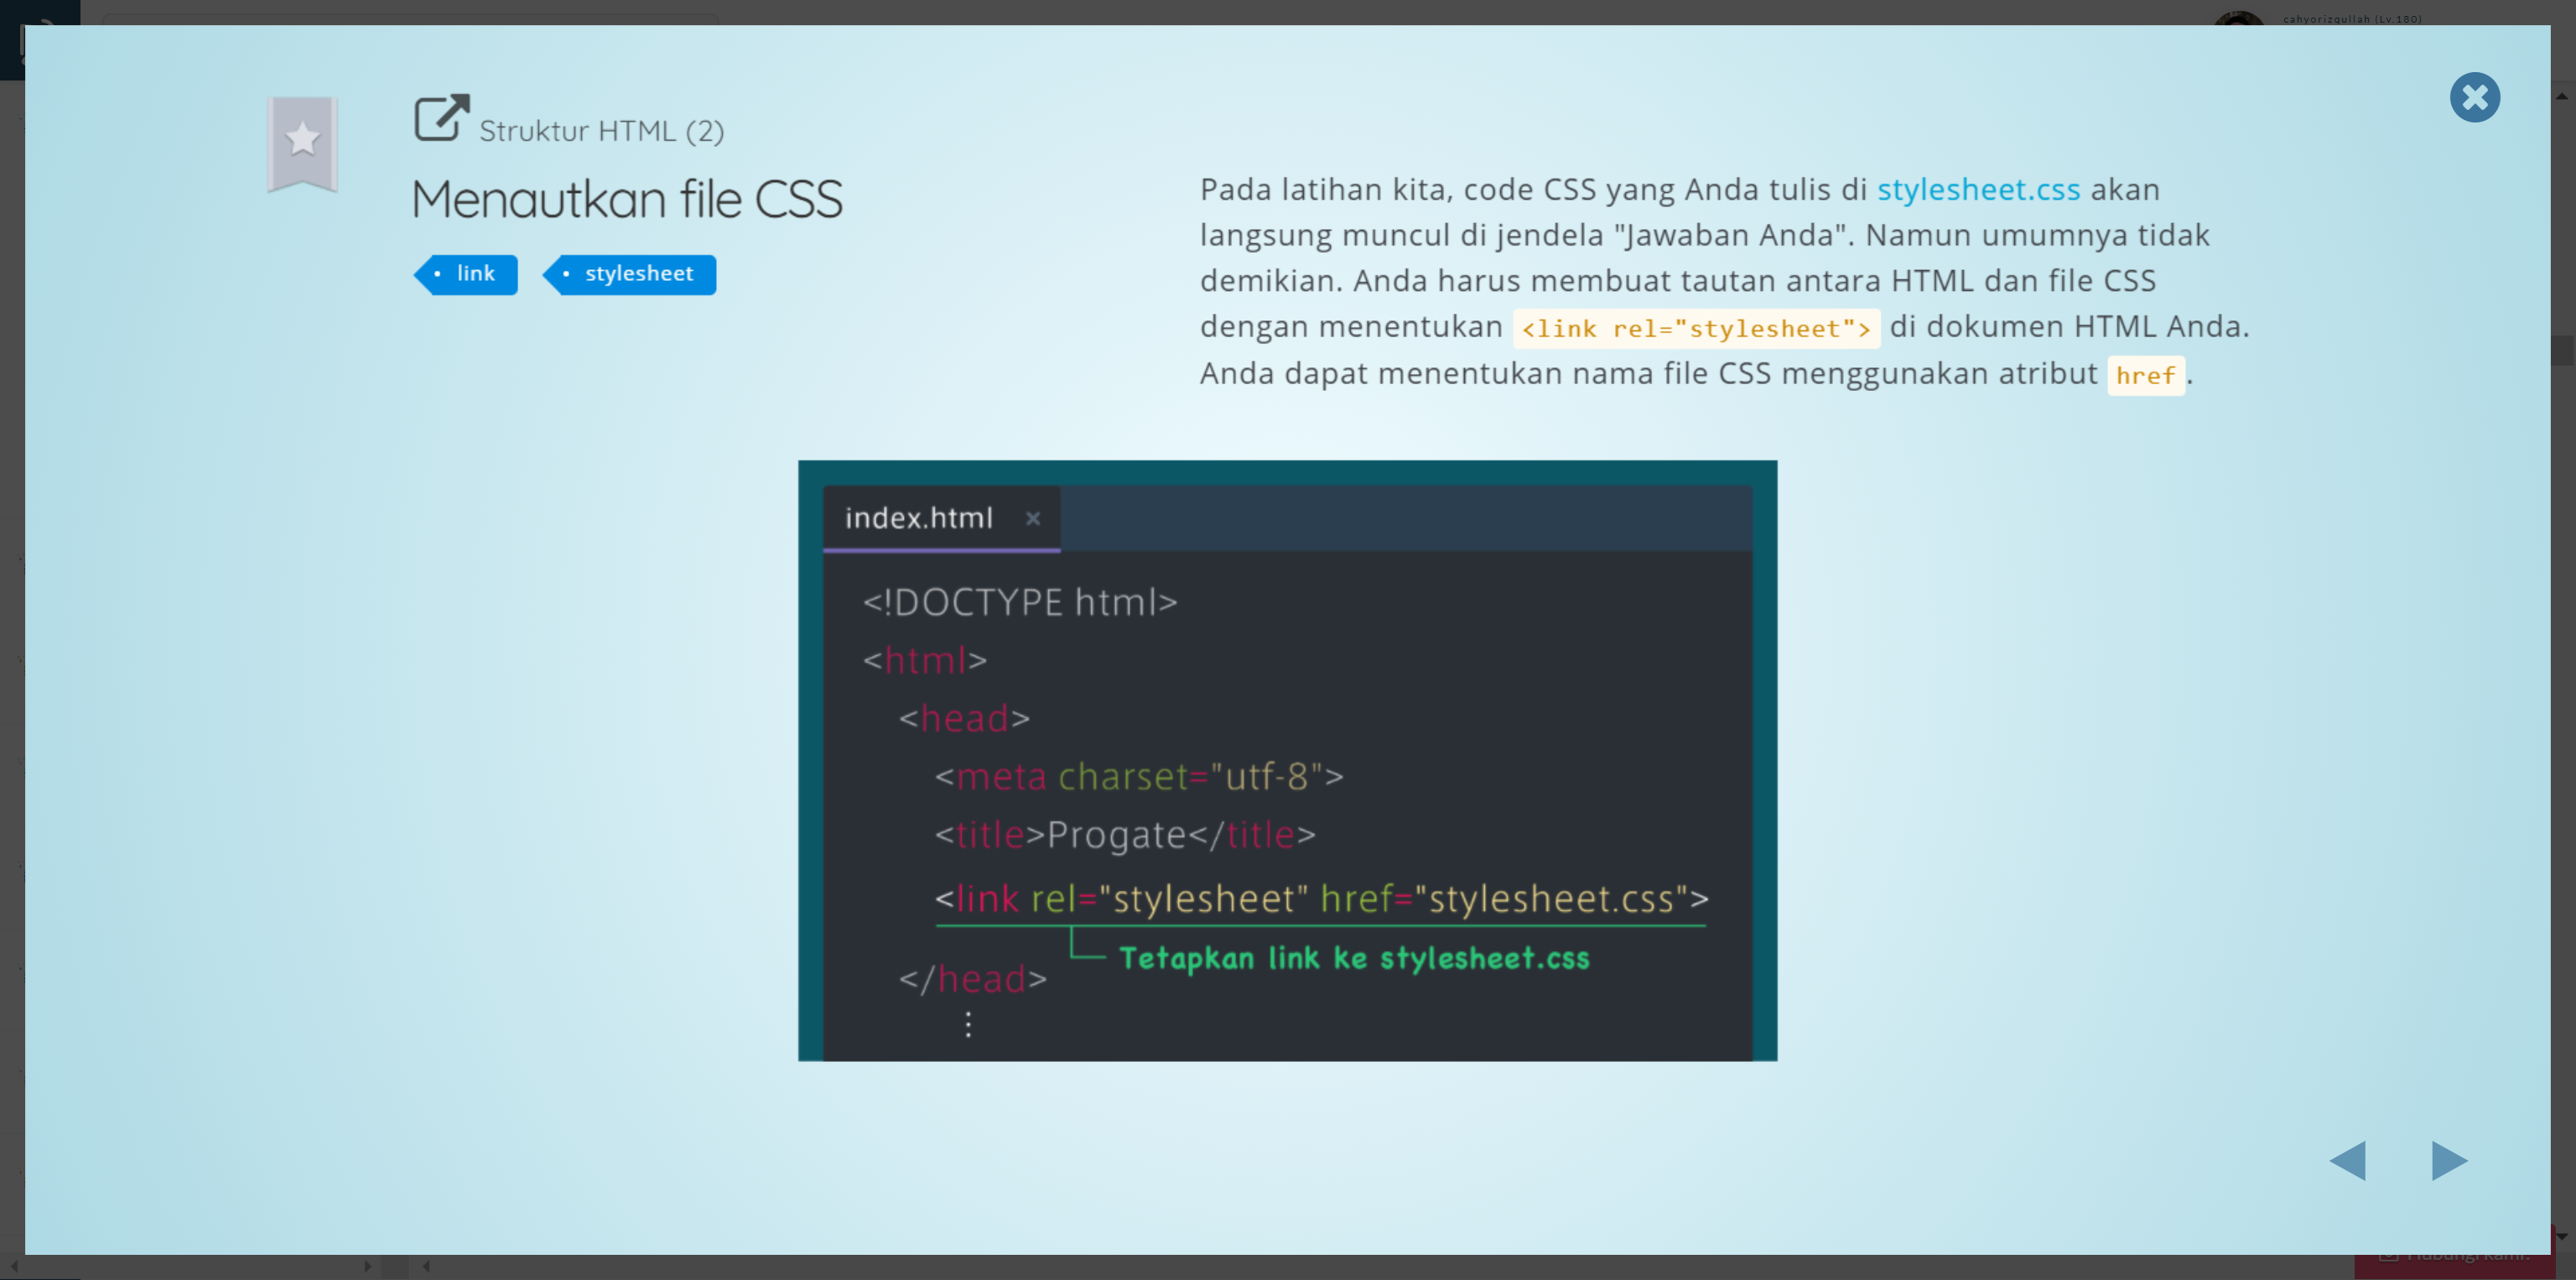 cahyorizqullah (Lv.180)
Struktur HTML (2)
Menautkan file CSS
• link • stylesheet
Pada latihan kita, code CSS yang Anda tulis di stylesheet.css akan
langsung muncul di jendela "Jawaban Anda". Namun umumnya tidak
demikian. Anda harus membuat tautan antara HTML dan file CSS
dengan menentukan <link rel="stylesheet"> di dokumen HTML Anda.
Anda dapat menentukan nama file CSS menggunakan atribut href.
index.html ×
<!DOCTYPE html>
<html>
<head>
<meta charset="utf-8">
<title>Progate</title>
<link rel="stylesheet" href="stylesheet.css">
Tetapkan link ke stylesheet.css
</head>
⋮
Hubungi kami.